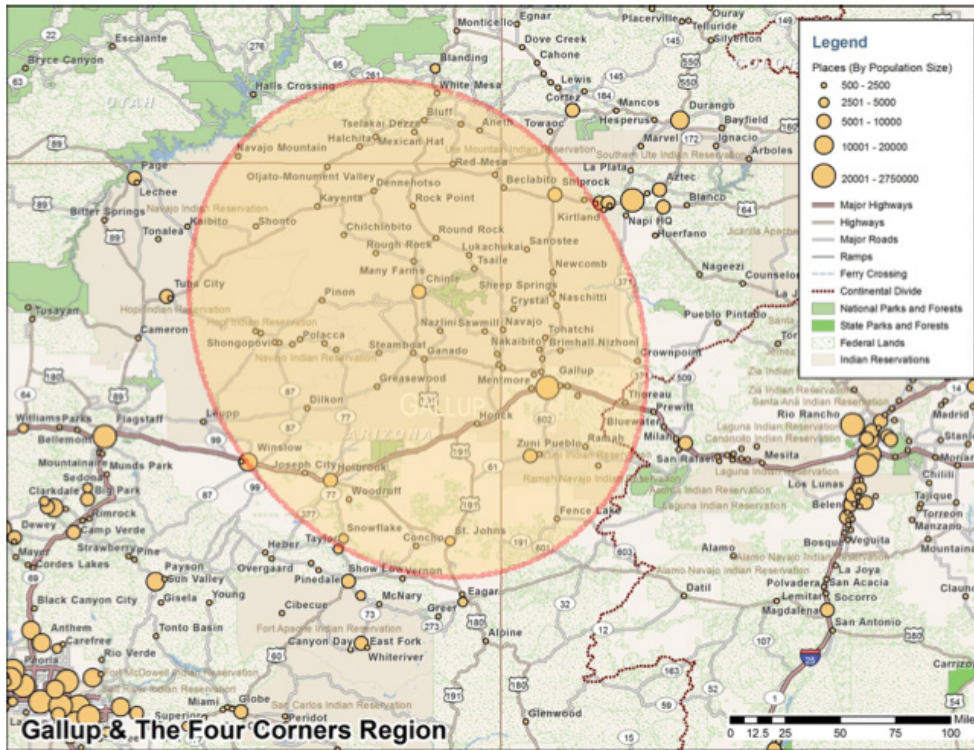 Monticello
Egnar
Placerville
Ouray
Telluride
Silverton
149
Escalante
Bryce Canyon
Dove Creek
Cahone
Blanding
White Mesa
Halls Crossing
Lewis
Cortez
Mancos
Hesperus
Durango
Bayfield
Towaoc
Marvel
Ignacio
Arboles
UTAH
Bluff
Aneth
Tselakai Dezza
Halchita
Mexican Hat
Navajo Mountain
Ute Mountain Indian Reservation
Southern Ute Indian Reservation
Red Mesa
La Plata
Oljato-Monument Valley
Beclabito
Shiprock
Aztec
Page
Lechee
Navajo Indian Reservation
Dennehotso
Kayenta
Rock Point
Kirtland
Napi HQ
Blanco
Bitter Springs
Kaibito
Shonto
Tonalea
Chilchinbito
Round Rock
Huerfano
Rough Rock
Lukachukai
Sanostee
Many Farms
Tsaile
Newcomb
Nageezi
Counselor
Tuba City
Chinle
Sheep Springs
Pinon
Crystal
Naschitti
Tusayan
Hopi Indian Reservation
Pueblo Pintado
Cameron
Polacca
Shongopovi
Nazlini
Sawmill
Navajo
Tohatchi
Nakaibito
Brimhall Nizhoni
Steamboat
Ganado
Crownpoint
Navajo Indian Reservation
Greasewood
Mentmore
Gallup
Thoreau
Prewitt
Williams
Parks
Flagstaff
Bellemont
Leupp
Dilkon
GALLUP
Houck
ARIZONA
Bluewater
Milan
Rio Rancho
Madrid
Mountainaire
Munds Park
Winslow
Joseph City
Holbrook
Zuni Pueblo
Ramah
Ramah Navajo Indian Reservation
San Rafael
Mesita
Laguna Indian Reservation
Los Lunas
Chilili
Tajique
Sedona
Big Park
Clarkdale
Rimrock
Dewey
Camp Verde
Woodruff
Fence Lake
Belen
Torreon
Manzano
Mayer
Cordes Lakes
Strawberry
Pine
Heber
Overgaard
Snowflake
Taylor
Concho
St. Johns
Alamo
Alamo Navajo Indian Reservation
Bosque
Veguita
La Joya
Payson
Sun Valley
Gisela
Young
Pinedale
Show Low
Vernon
McNary
Eagar
Greer
Datil
Polvadera
San Acacia
Lemitar
Socorro
Magdalena
San Antonio
Black Canyon City
Tonto Basin
Cibecue
Anthem
Carefree
Rio Verde
Fort Apache Indian Reservation
Canyon Day
East Fork
Whiteriver
Alpine
Peoria
Fort McDowell Indian Reservation
Salt River Indian Reservation
Miami
Globe
San Carlos Indian Reservation
Peridot
Superior
Glenwood
Legend
Places (By Population Size)
500 - 2500
2501 - 5000
5001 - 10000
10001 - 20000
20001 - 2750000
Major Highways
Highways
Major Roads
Ramps
Ferry Crossing
Continental Divide
National Parks and Forests
State Parks and Forests
Federal Lands
Indian Reservations
Gallup & The Four Corners Region
0 12.5 25 50 75 100